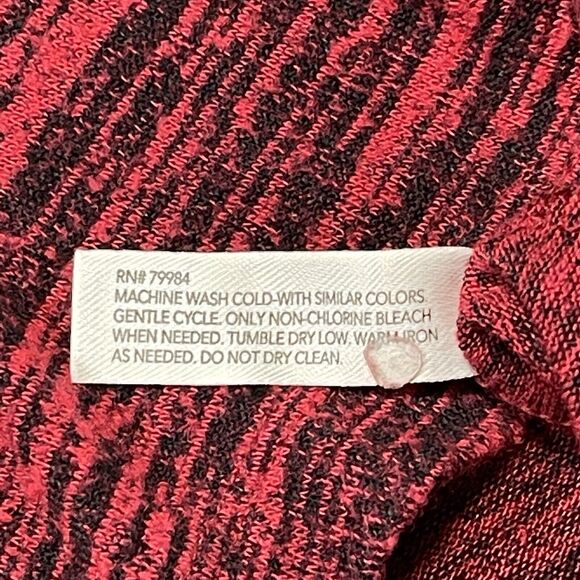 RN# 79984
MACHINE WASH COLD-WITH SIMILAR COLORS.
GENTLE CYCLE. ONLY NON-CHLORINE BLEACH
WHEN NEEDED. TUMBLE DRY LOW. WARM IRON
AS NEEDED. DO NOT DRY CLEAN.